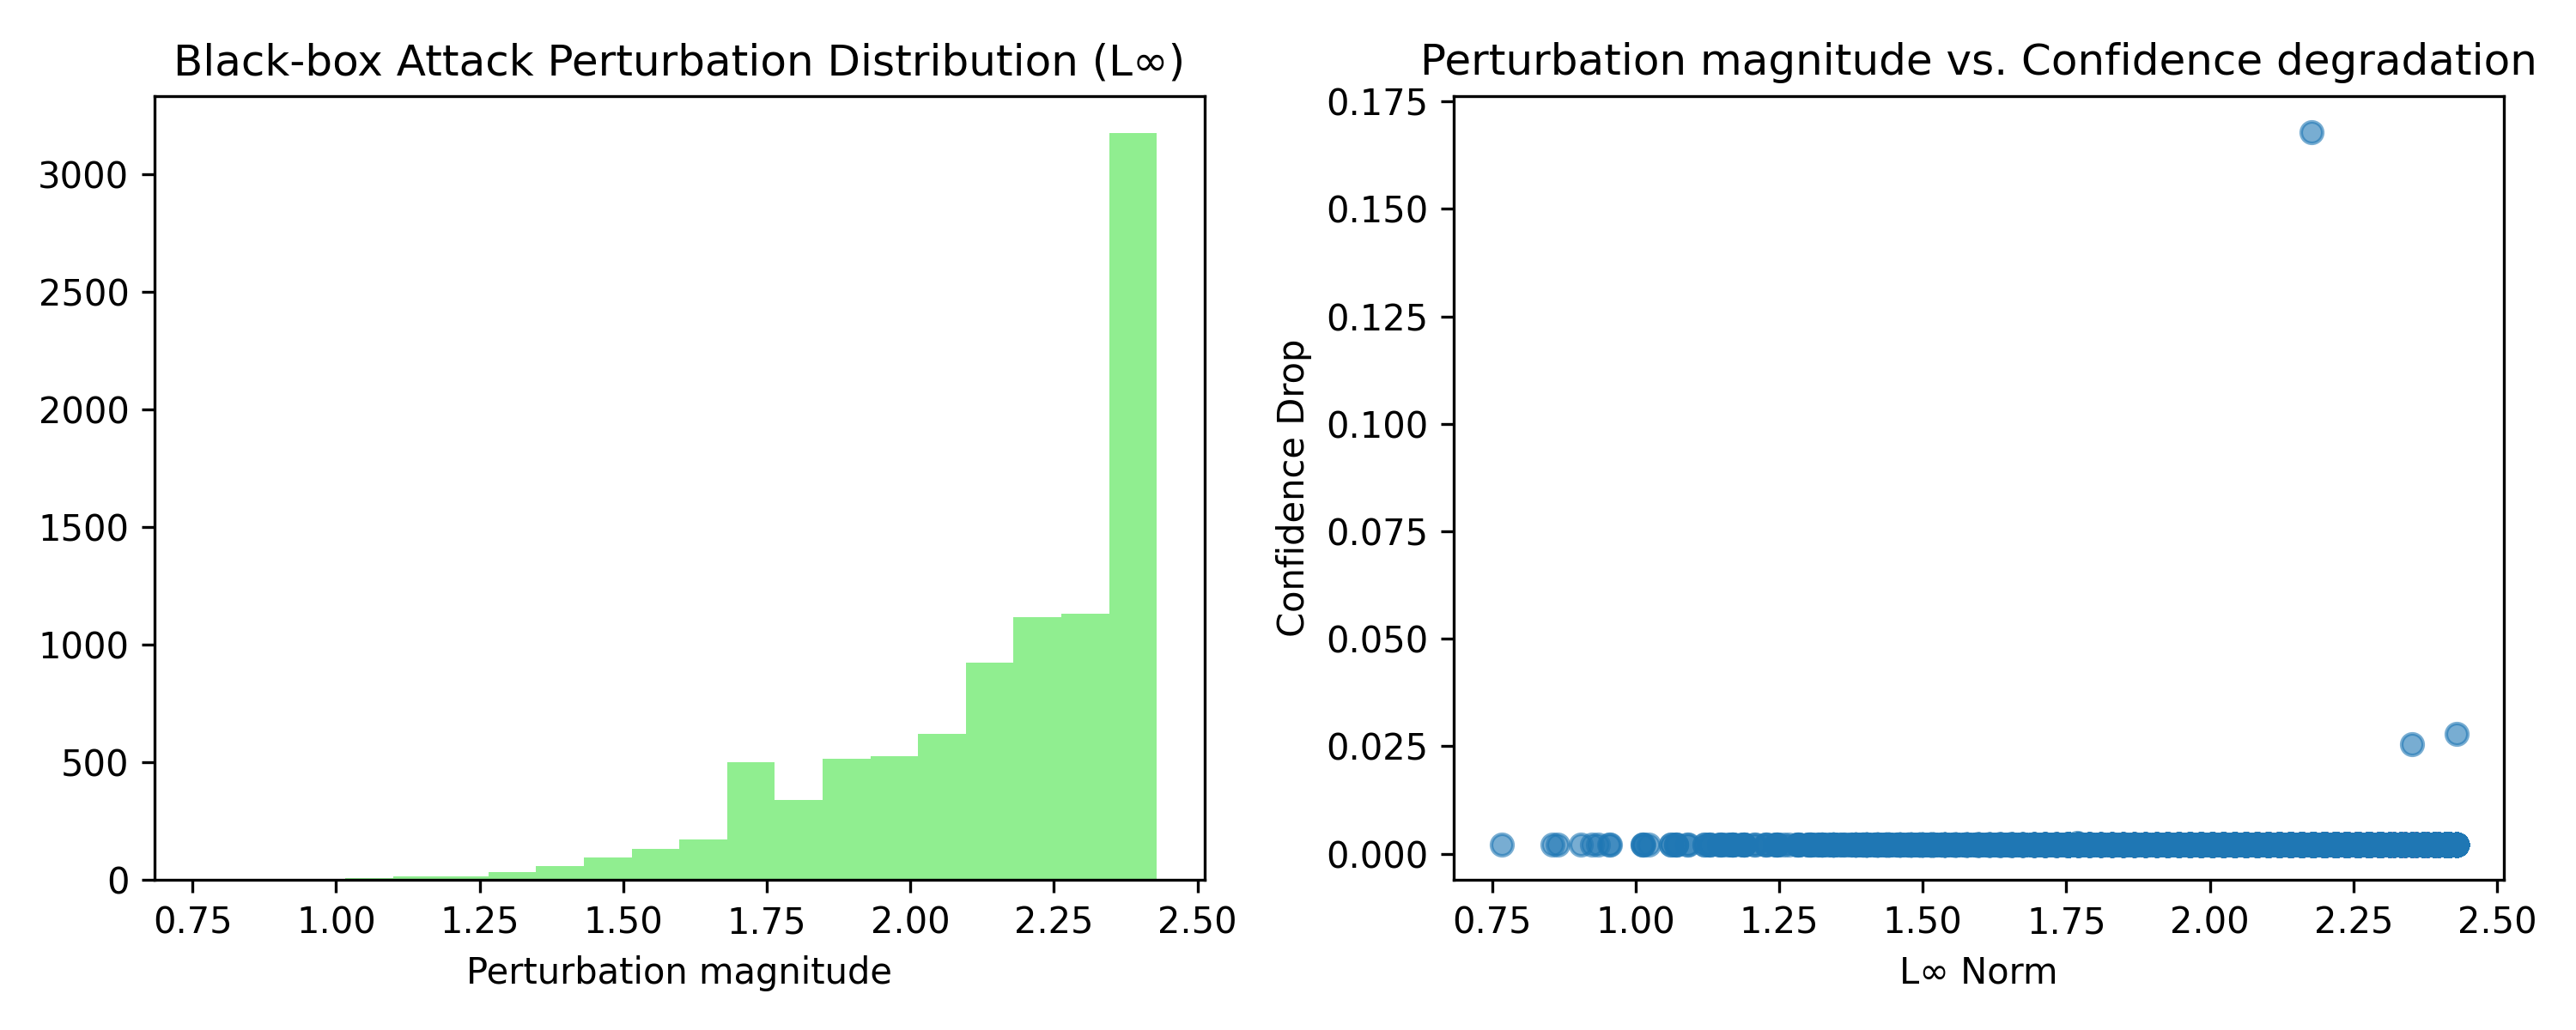 Black-box Attack Perturbation Distribution (L∞)
3000
2500
2000
1500
1000
500
0
0.75 1.00 1.25 1.50 1.75 2.00 2.25 2.50
Perturbation magnitude
Perturbation magnitude vs. Confidence degradation
Confidence Drop
0.175
0.150
0.125
0.100
0.075
0.050
0.025
0.000
0.75 1.00 1.25 1.50 1.75 2.00 2.25 2.50
L∞ Norm